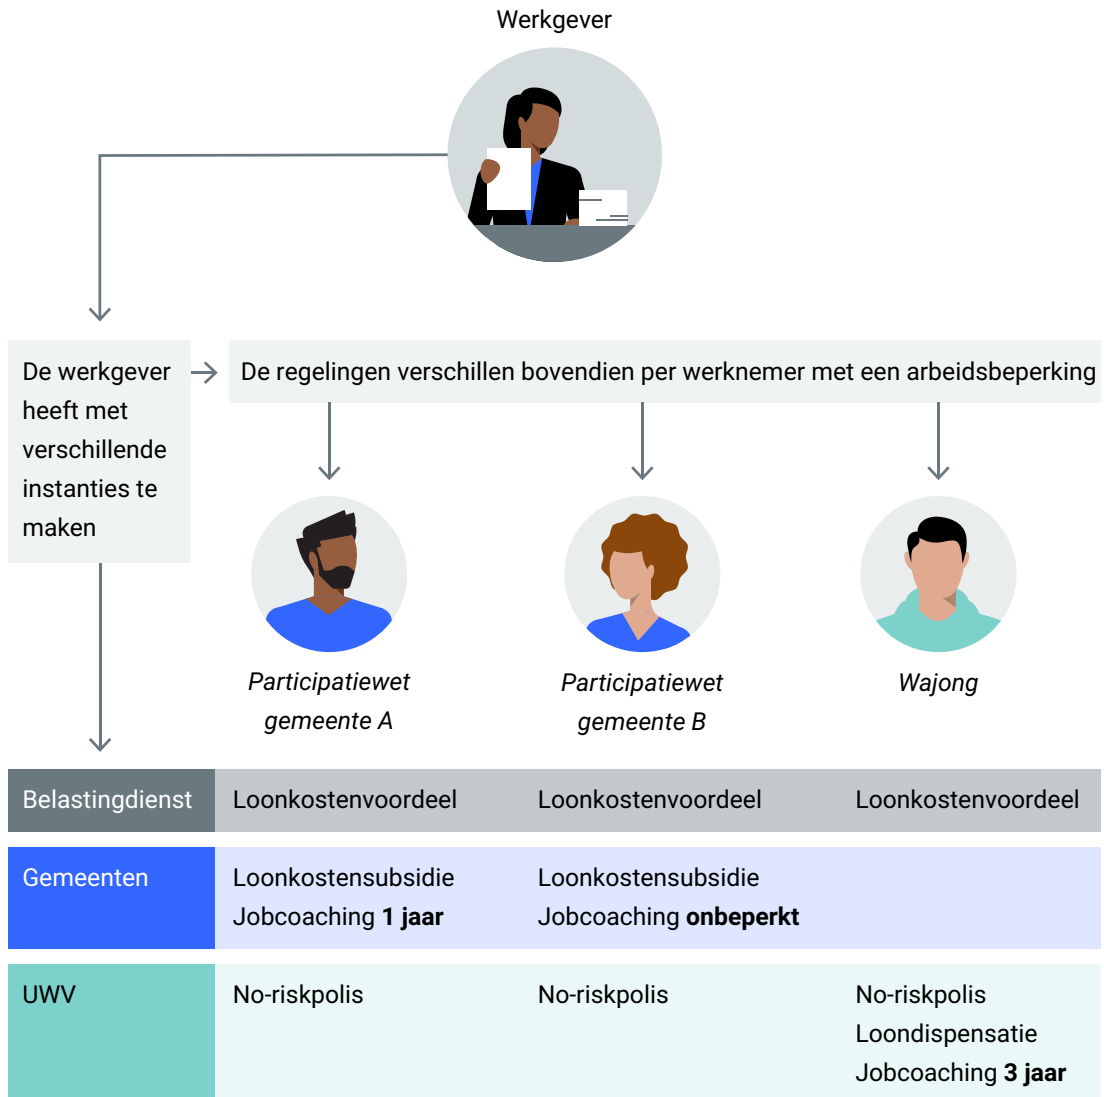 Werkgever
De werkgever
heeft met
verschillende
instanties te
maken
De regelingen verschillen bovendien per werknemer met een arbeidsbeperking
Participatiewet
gemeente A
Participatiewet
gemeente B
Wajong
Belastingdienst
Loonkostenvoordeel
Loonkostenvoordeel
Loonkostenvoordeel
Gemeenten
Loonkostensubsidie
Jobcoaching 1 jaar
Loonkostensubsidie
Jobcoaching onbeperkt
UWV
No-riskpolis
No-riskpolis
No-riskpolis
Loondispensatie
Jobcoaching 3 jaar